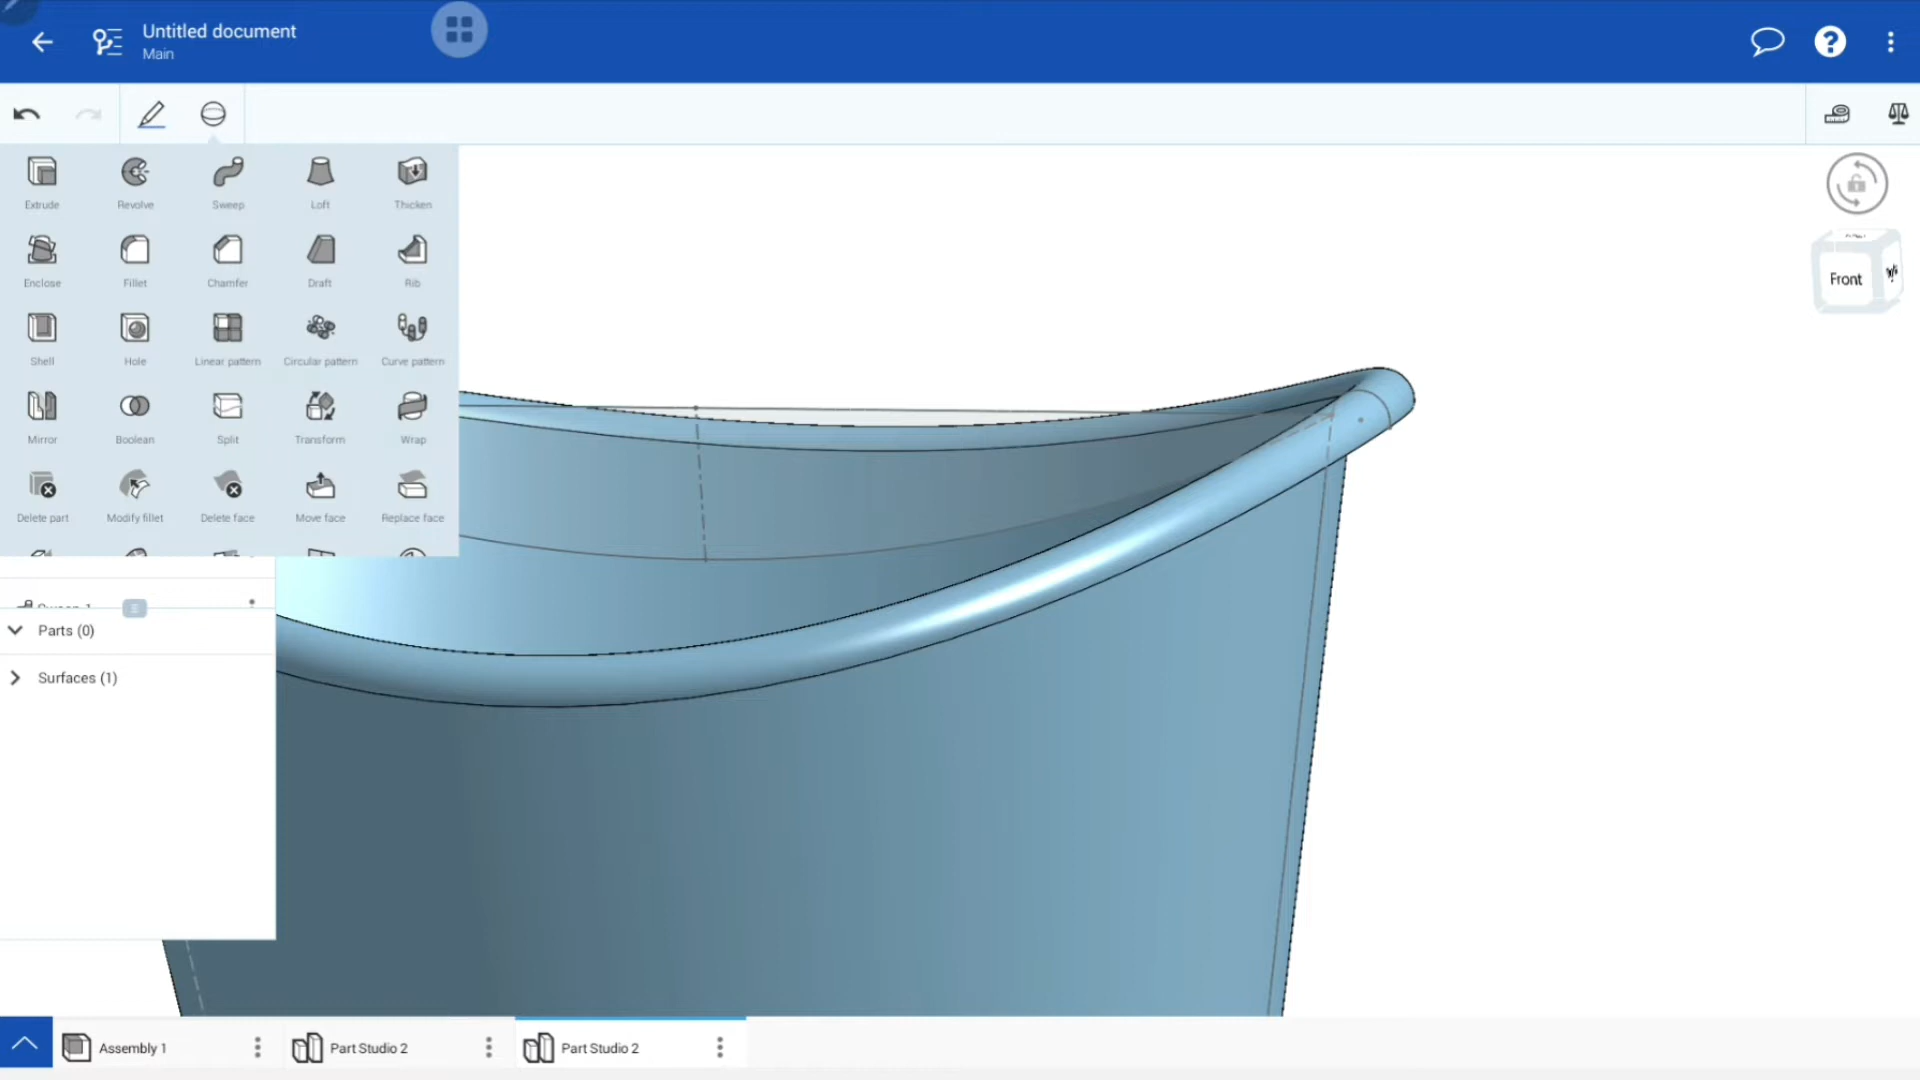 Untitled document
Main
Extrude Revolve Sweep Loft Thicken
Enclose Fillet Chamfer Draft Rib
Shell Hole Linear pattern Circular pattern Curve pattern
Mirror Boolean Split Transform Wrap
Delete part Modify fillet Delete face Move face Replace face
Parts (0)
Surfaces (1)
Front
Assembly 1 Part Studio 2 Part Studio 2